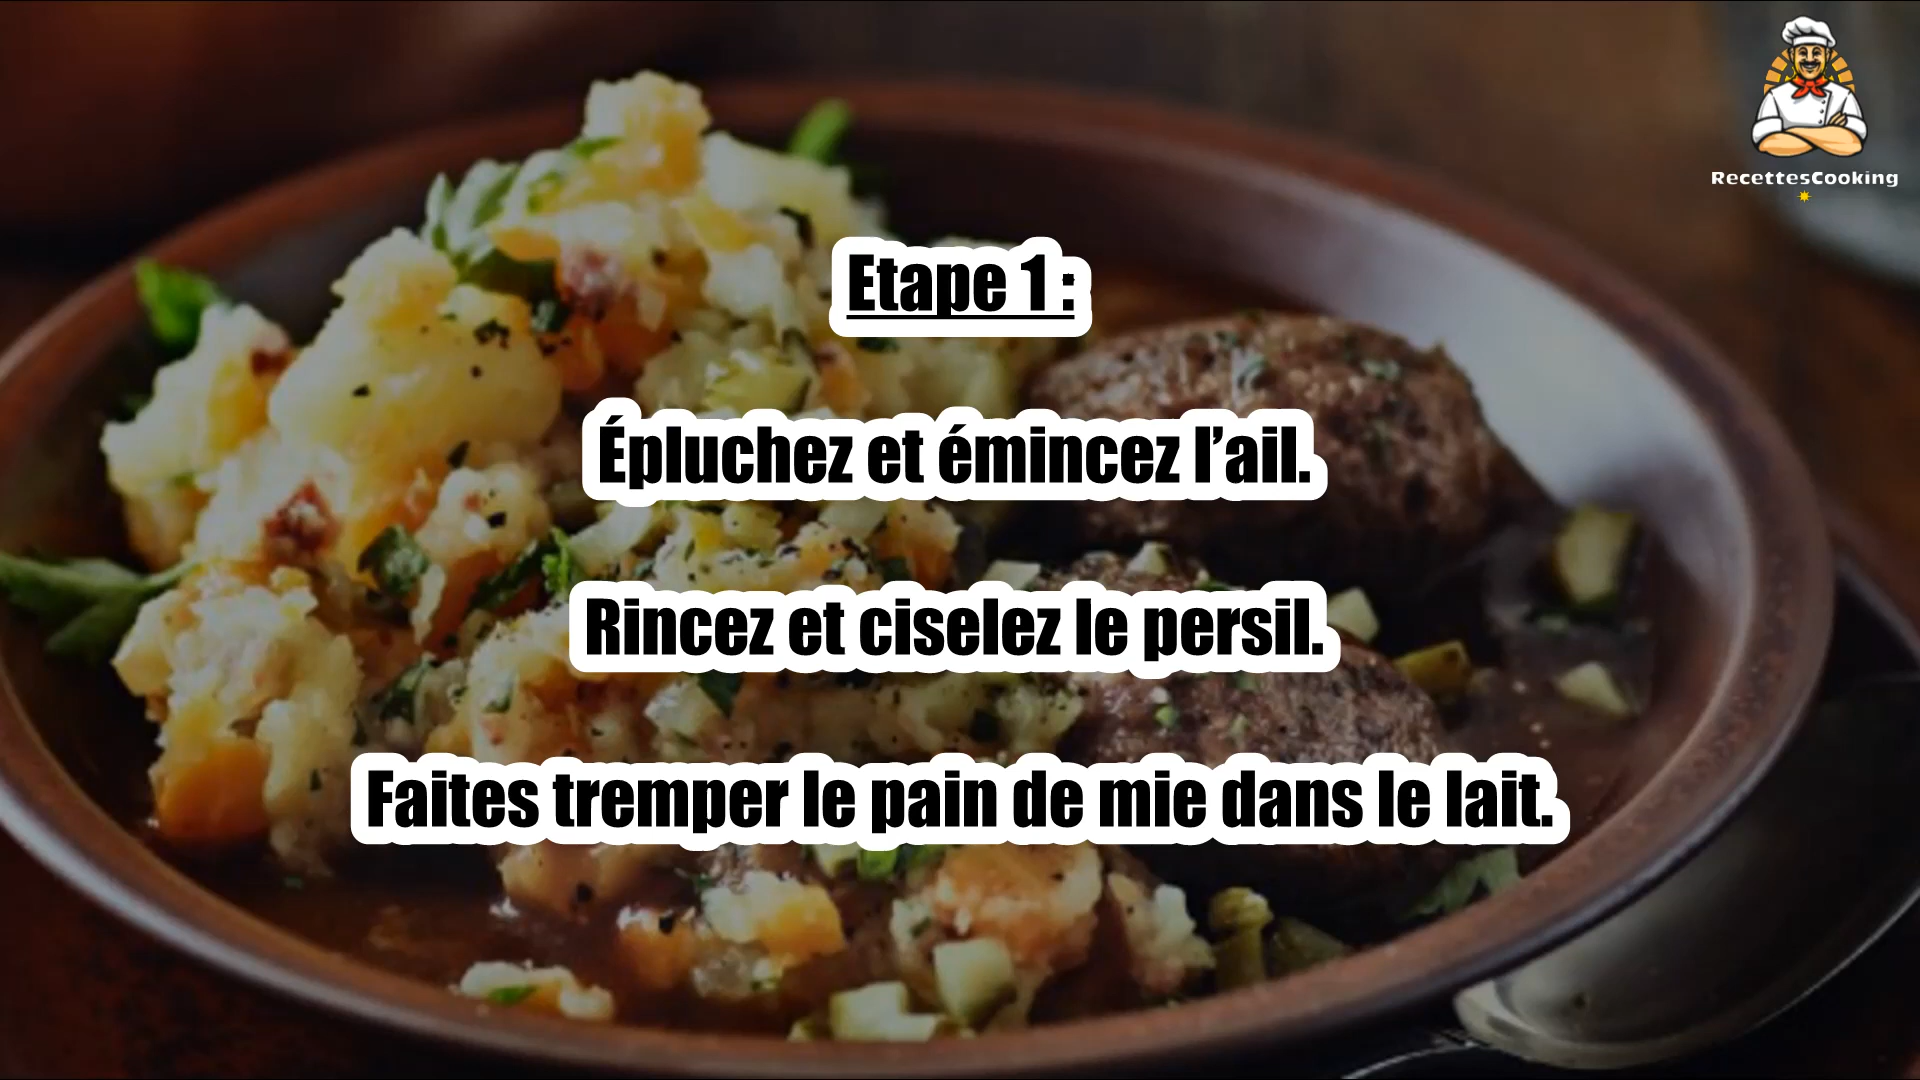 RecettesCooking
Etape 1 :
Épluchez et émincez l’ail.
Rincez et ciselez le persil.
Faites tremper le pain de mie dans le lait.